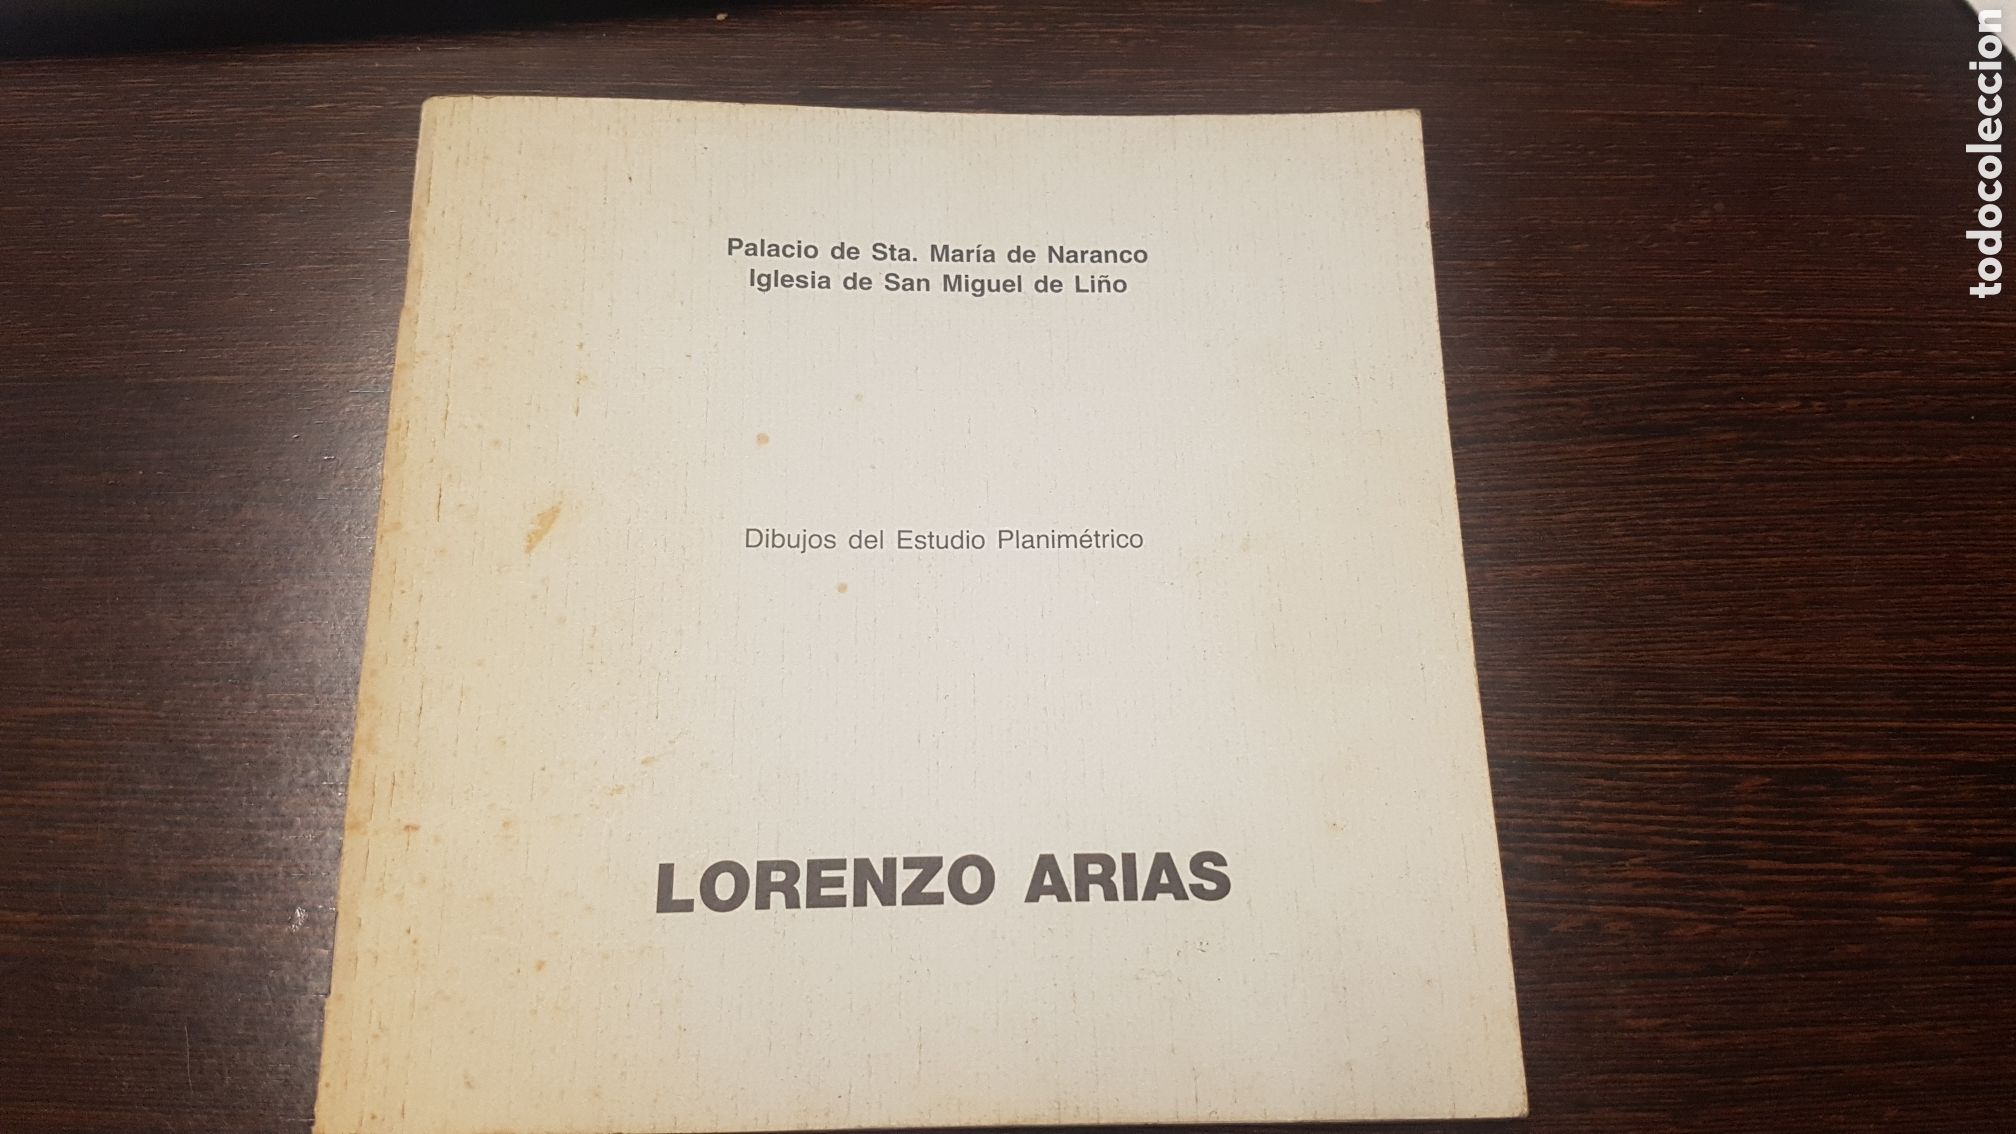 Palacio de Sta. María de Naranco
Iglesia de San Miguel de Liño
Dibujos del Estudio Planimétrico
LORENZO ARIAS
todocoleccion